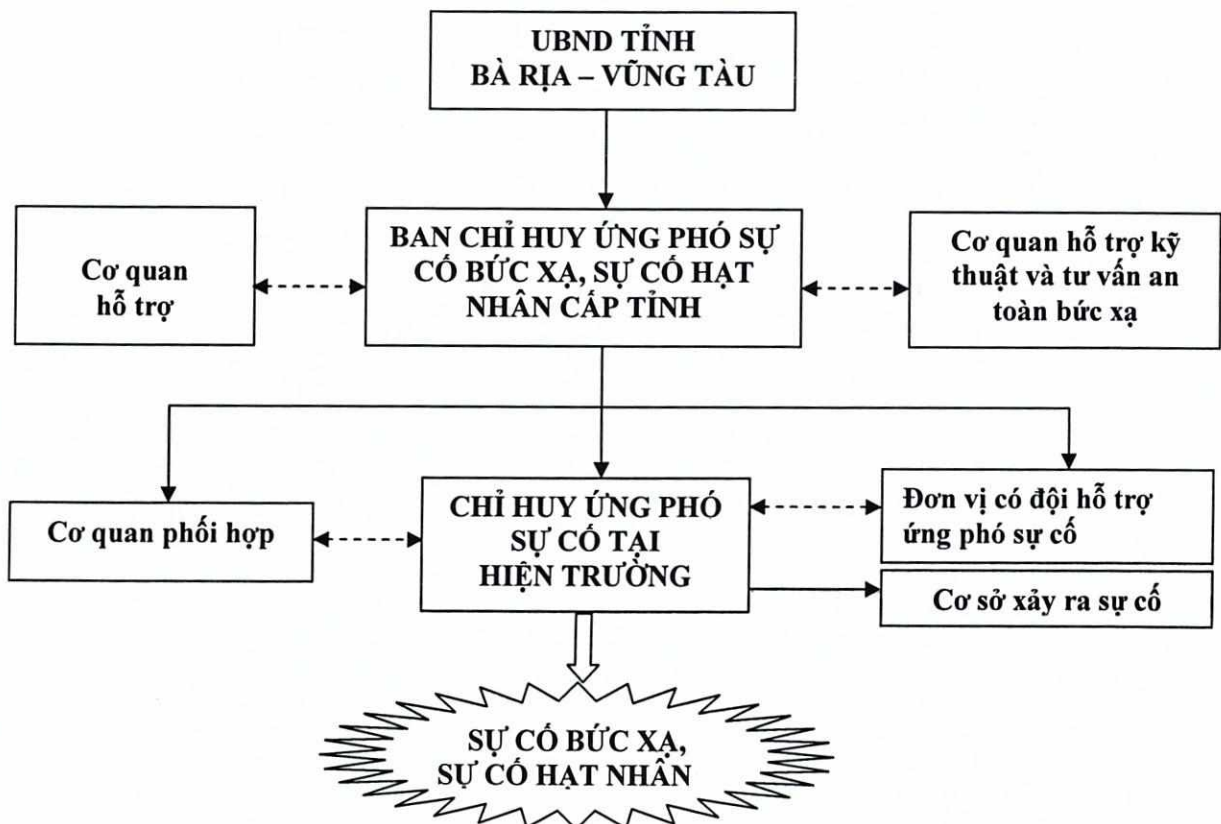 UBND TỈNH
BÀ RỊA – VŨNG TÀU
Cơ quan
hỗ trợ
BAN CHỈ HUY ỨNG PHÓ SỰ
CỐ BỨC XẠ, SỰ CỐ HẠT
NHÂN CẤP TỈNH
Cơ quan hỗ trợ kỹ
thuật và tư vấn an
toàn bức xạ
Cơ quan phối hợp
CHỈ HUY ỨNG PHÓ
SỰ CỐ TẠI
HIỆN TRƯỜNG
Đơn vị có đội hỗ trợ
ứng phó sự cố
Cơ sở xảy ra sự cố
SỰ CỐ BỨC XẠ,
SỰ CỐ HẠT NHÂN